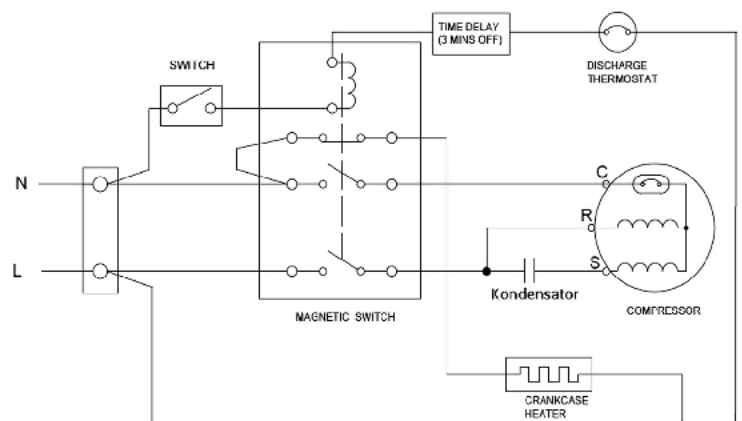 TIME DELAY
(3 MINS OFF)
SWITCH
DISCHARGE
THERMOSTAT
N
C
R
L
S
Kondensator
MAGNETIC SWITCH
COMPRESSOR
CRANKCASE
HEATER